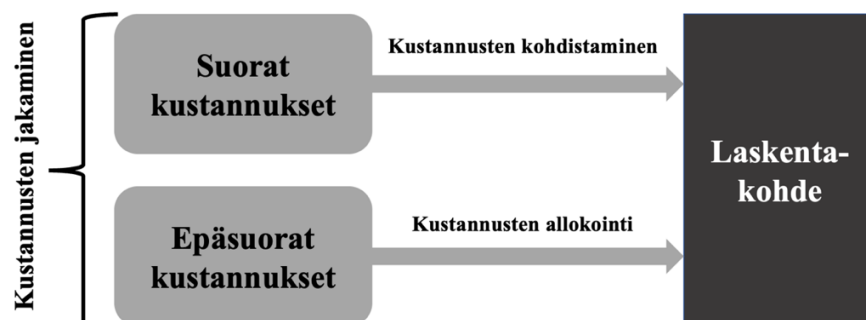 Kustannusten jakaminen
Suorat
kustannukset
Kustannusten kohdistaminen
Epäsuorat
kustannukset
Kustannusten allokointi
Laskenta-
kohde